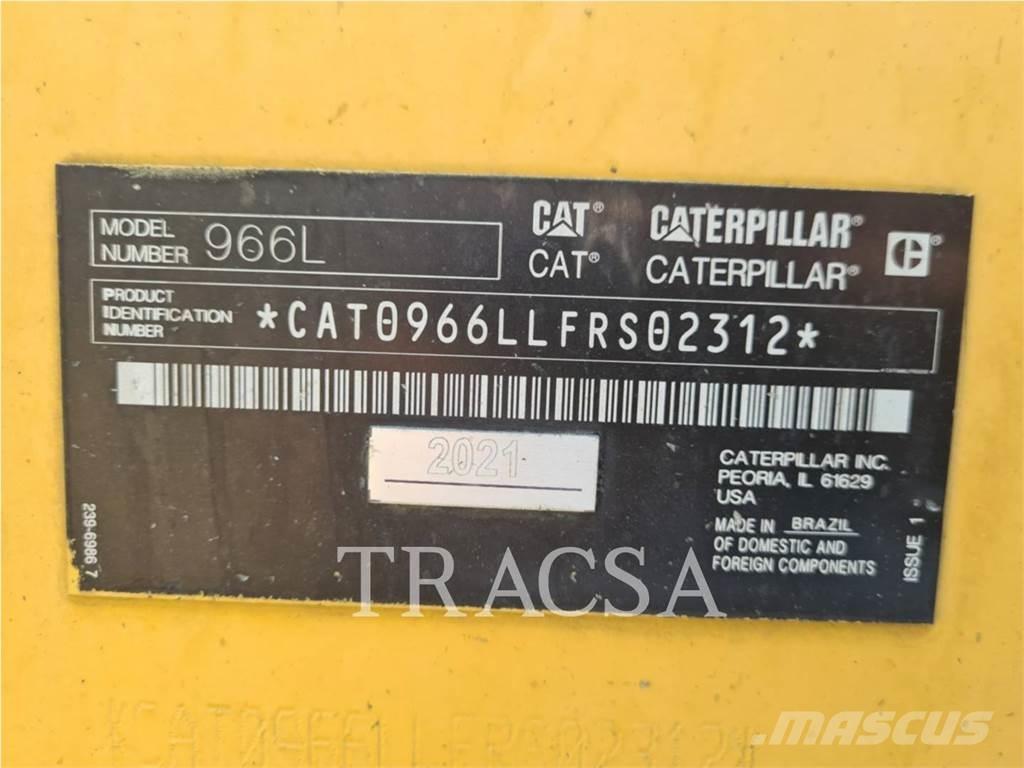 MODEL
NUMBER 966L
CAT® CATERPILLAR® ®
CAT® CATERPILLAR®
PRODUCT
IDENTIFICATION
NUMBER
*CAT0966LLFRS02312*
2021
CATERPILLAR INC.
PEORIA, IL 61629
USA
MADE IN BRAZIL
OF DOMESTIC AND
FOREIGN COMPONENTS
ISSUE 1
239-6986 7
TRACSA
*CAT0966LLFRS02312*
MASCUS